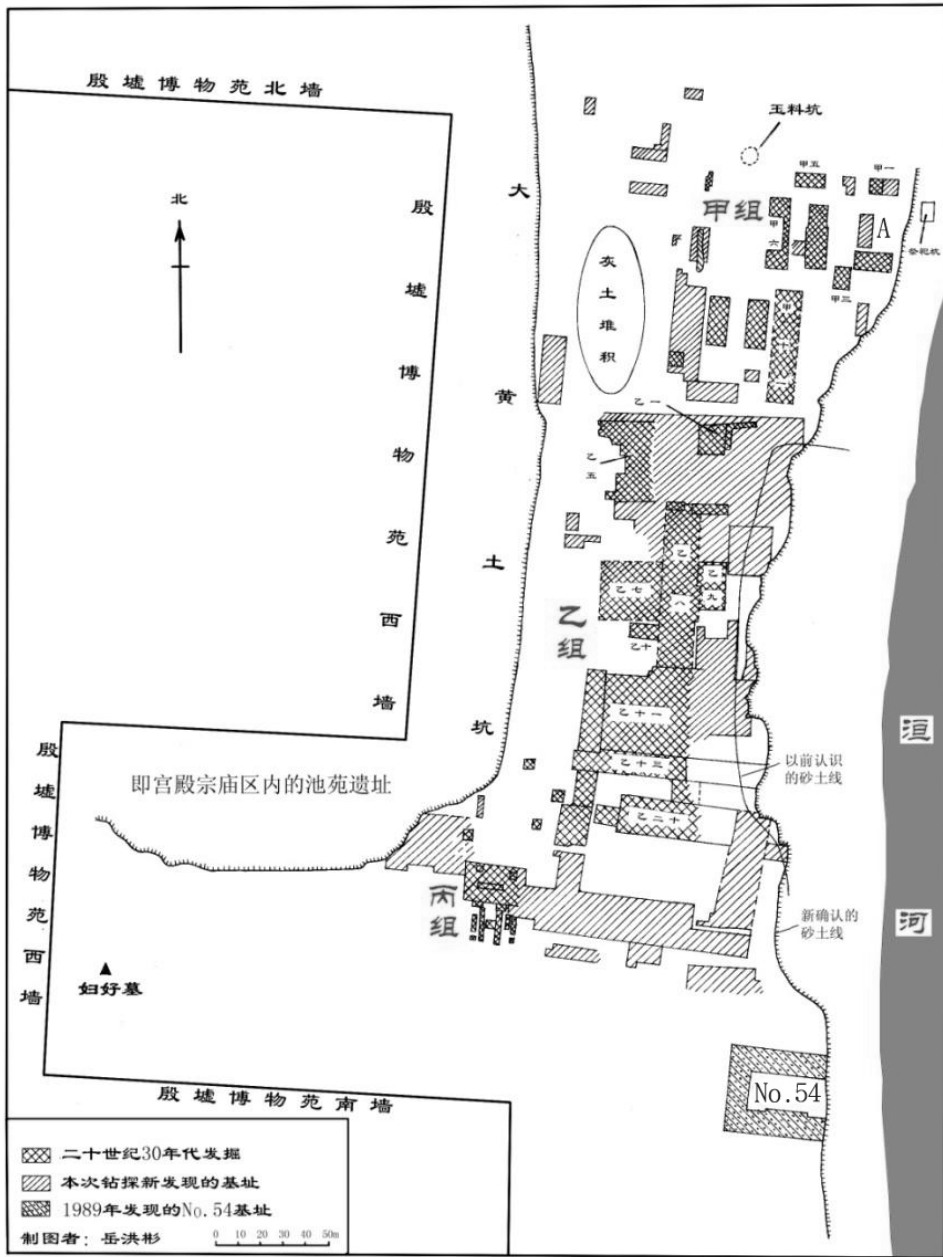 殷墟博物苑北墙
北
殷墟博物苑西墙
大黄土坑
玉料坑
甲五
甲一
甲组
甲六
A
祭祀坑
甲三
灰土堆积
甲十二
乙一
乙五
乙七
乙八
乙九
乙组
乙十
乙十一
乙十三
乙二十
以前认识
的砂土线
洹河
即宫殿宗庙区内的池苑遗址
殷墟博物苑西墙
丙组
新确认的
砂土线
妇好墓
No.54
殷墟博物苑南墙
二十世纪30年代发掘
本次钻探新发现的基址
1989年发现的No.54基址
制图者：岳洪彬
0 10 20 30 40 50m